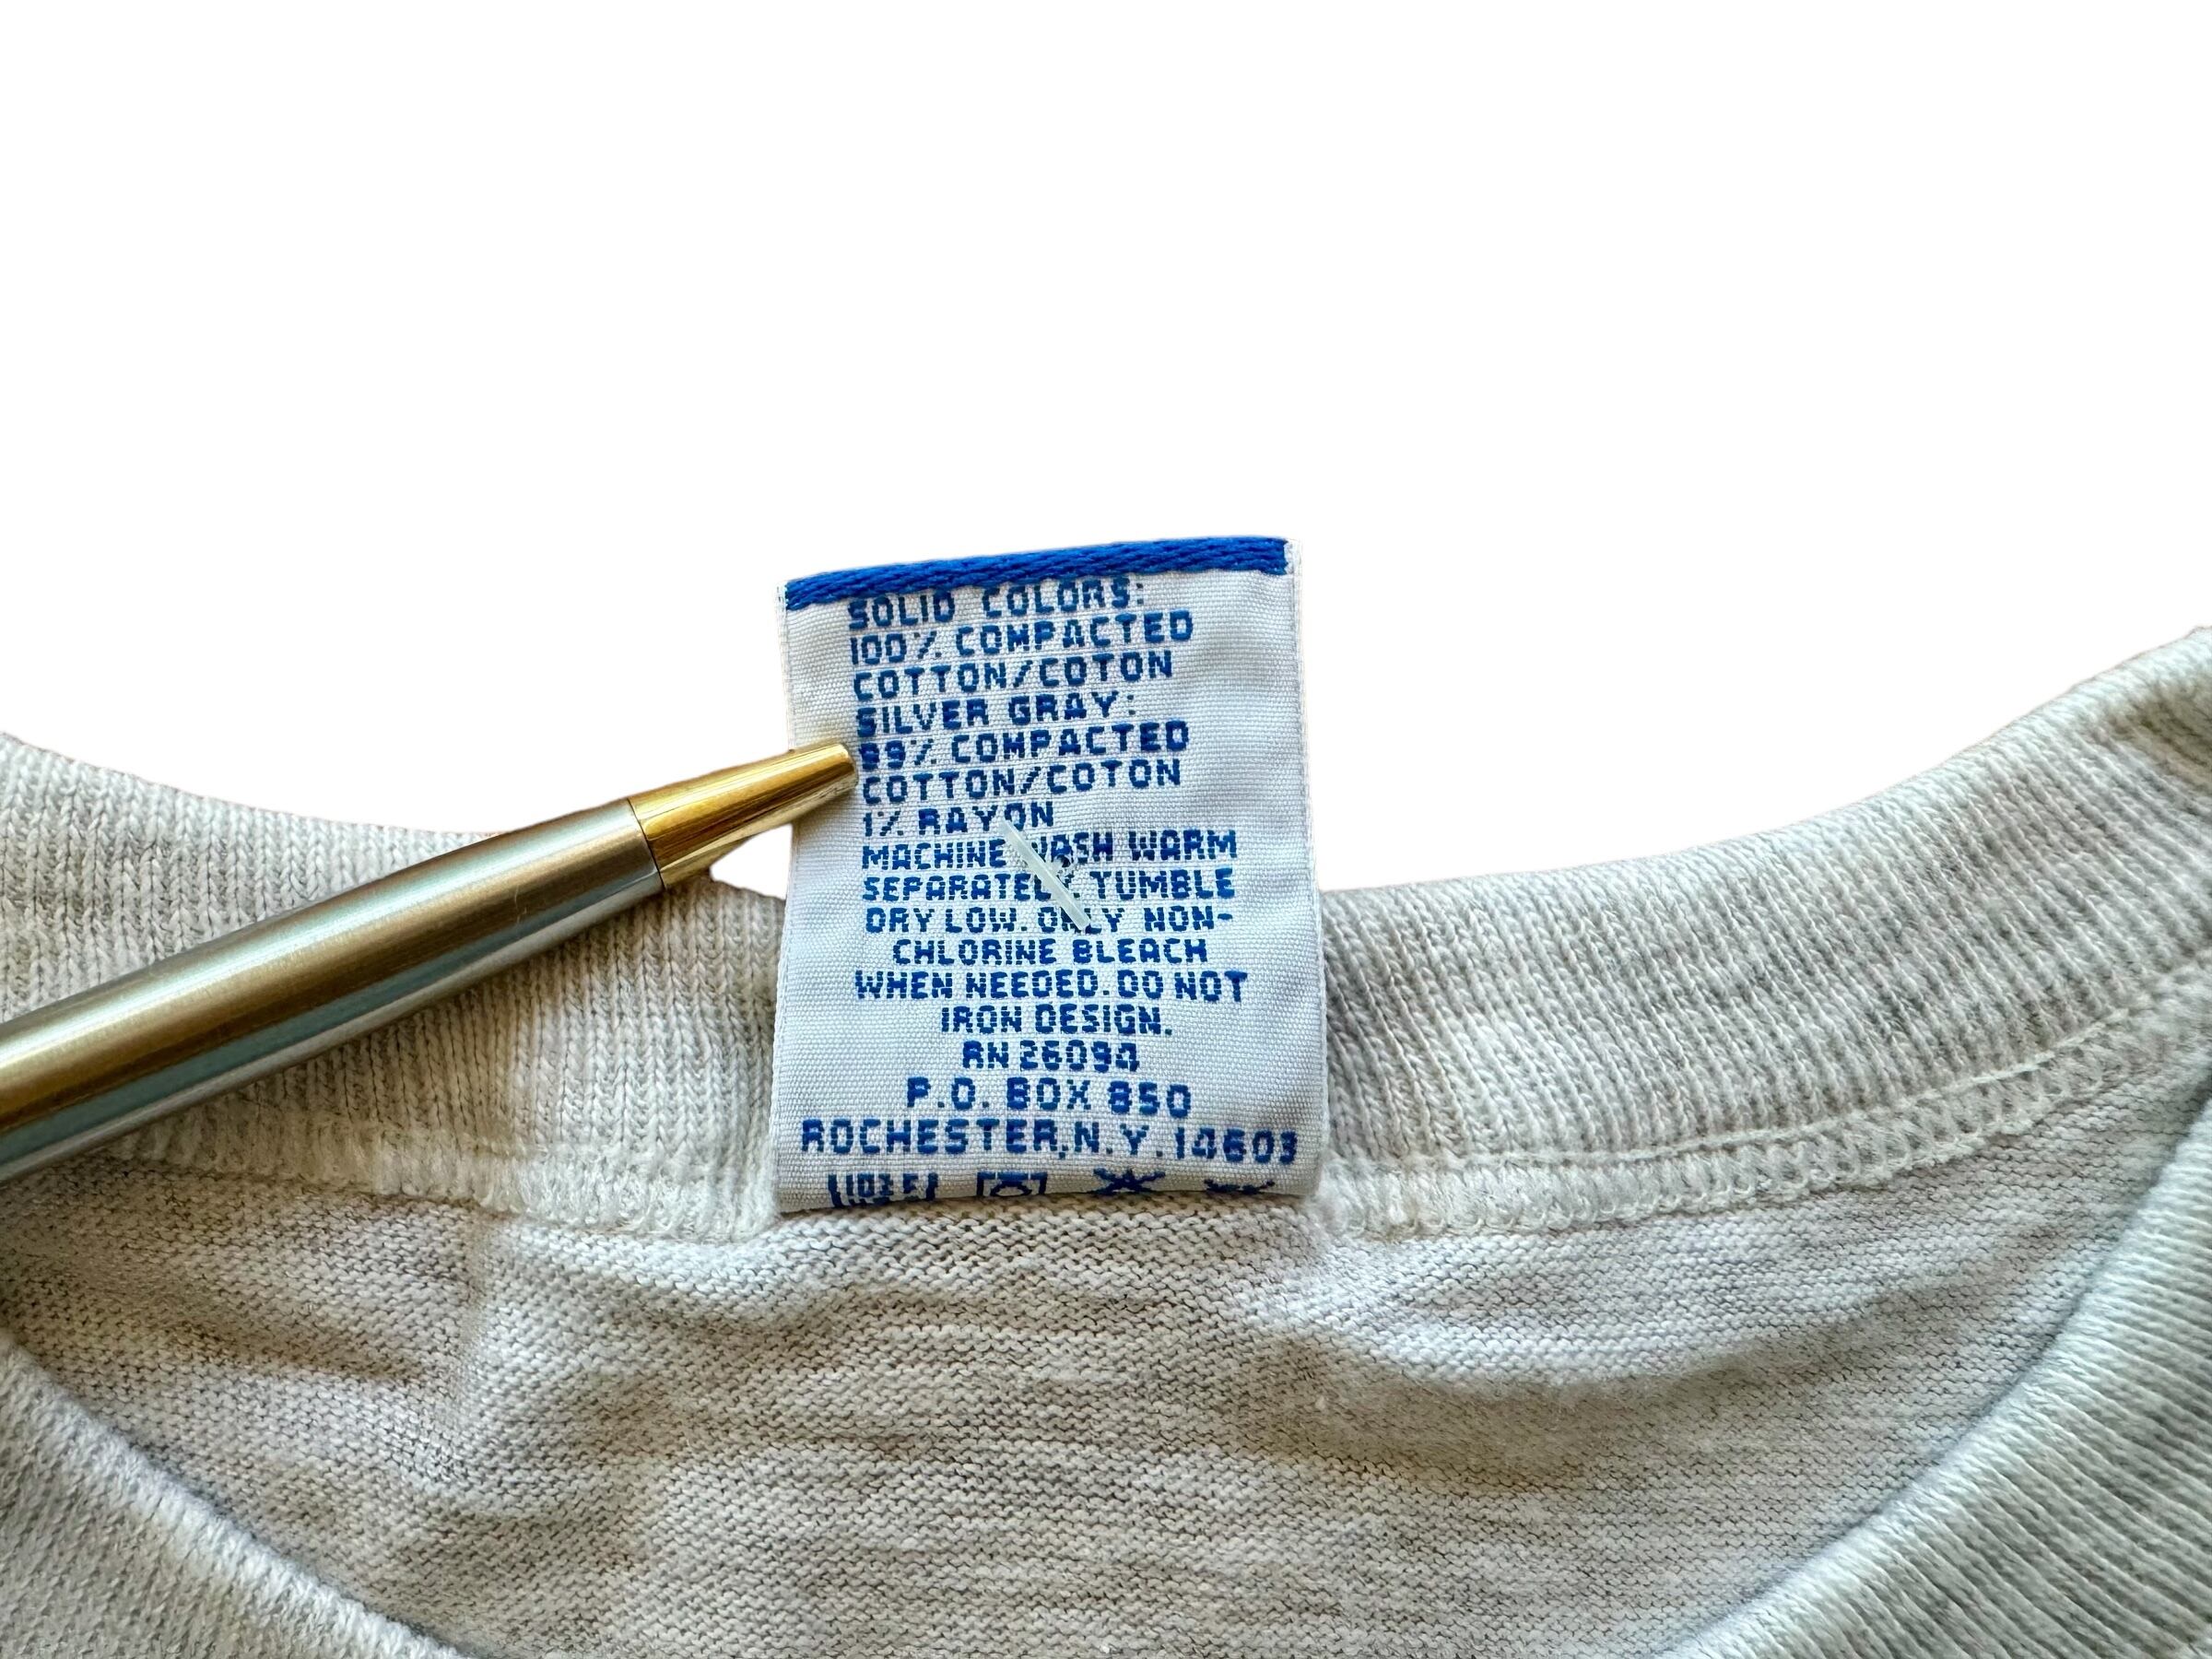 SOLID COLORS:
100% COMPACTED
COTTON/COTON
SILVER GRAY:
99% COMPACTED
COTTON/COTON
1% RAYON
MACHINE WASH WARM
SEPARATELY TUMBLE
DRY LOW. ONLY NON-
CHLORINE BLEACH
WHEN NEEDED. DO NOT
IRON DESIGN.
RN 26094
P.O. BOX 850
ROCHESTER, N.Y. 14603